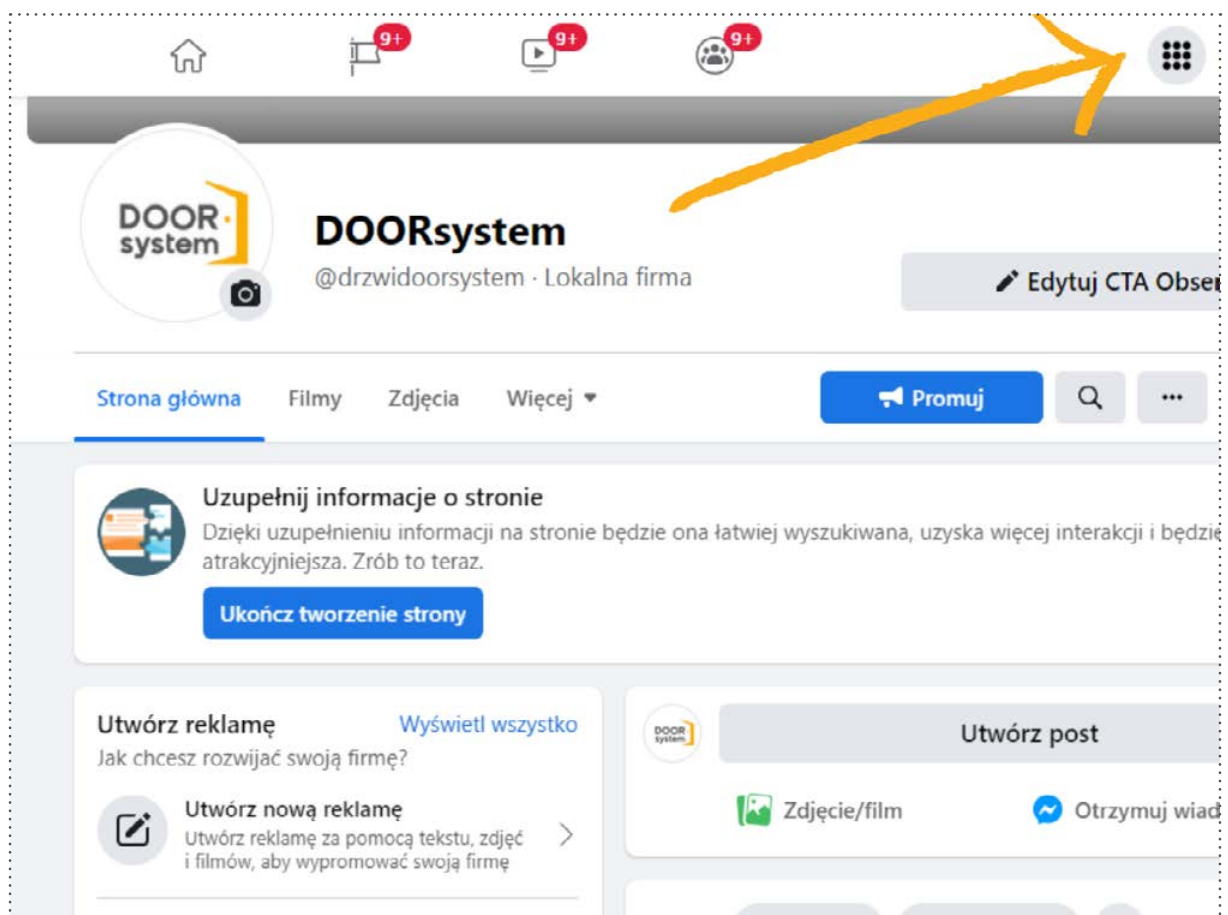 9+
9+
9+
DOOR
system
DOORsystem
@drzwidoorsystem · Lokalna firma
Edytuj CTA Obser
Strona główna Filmy Zdjęcia Więcej
Promuj
Uzupełnij informacje o stronie
Dzięki uzupełnieniu informacji na stronie będzie ona łatwiej wyszukiwana, uzyska więcej interakcji i będzie
atrakcyjniejsza. Zrób to teraz.
Ukończ tworzenie strony
Utwórz reklamę Wyświetl wszystko
Jak chcesz rozwijać swoją firmę?
Utwórz nową reklamę
Utwórz reklamę za pomocą tekstu, zdjęć
i filmów, aby wypromować swoją firmę
DOOR
system
Utwórz post
Zdjęcie/film Otrzymuj wiad